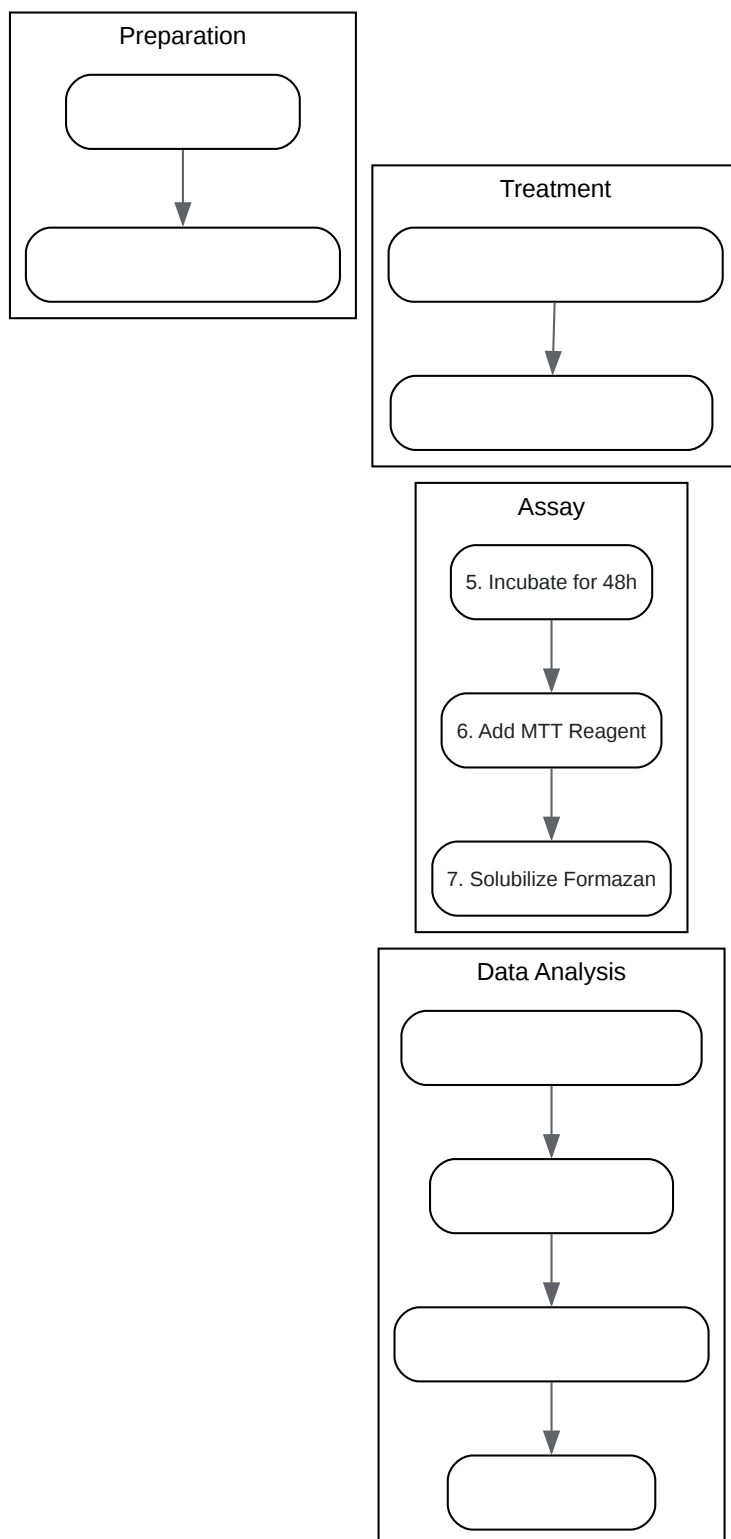 Preparation
Treatment
Assay
5. Incubate for 48h
6. Add MTT Reagent
7. Solubilize Formazan
Data Analysis